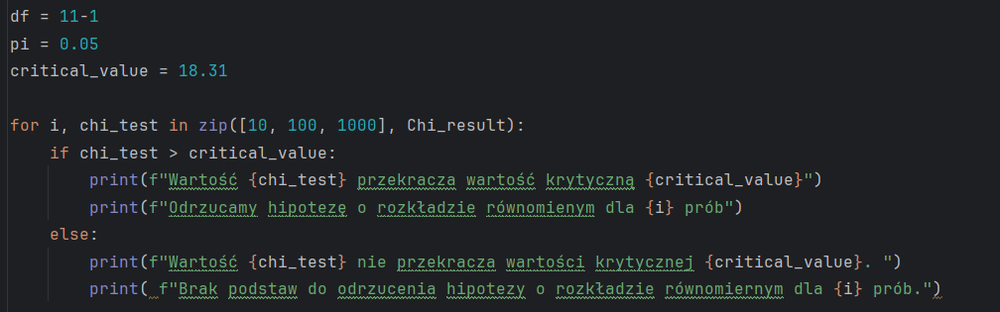 df = 11-1
pi = 0.05
critical_value = 18.31
for i, chi_test in zip([10, 100, 1000], Chi_result):
if chi_test > critical_value:
print(f"Wartość {chi_test} przekracza wartość krytyczną {critical_value}")
print(f"Odrzucamy hipotezę o rozkładzie równomienym dla {i} prób")
else:
print(f"Wartość {chi_test} nie przekracza wartości krytycznej {critical_value}. ")
print( f"Brak podstaw do odrzucenia hipotezy o rozkładzie równomiernym dla {i} prób.")